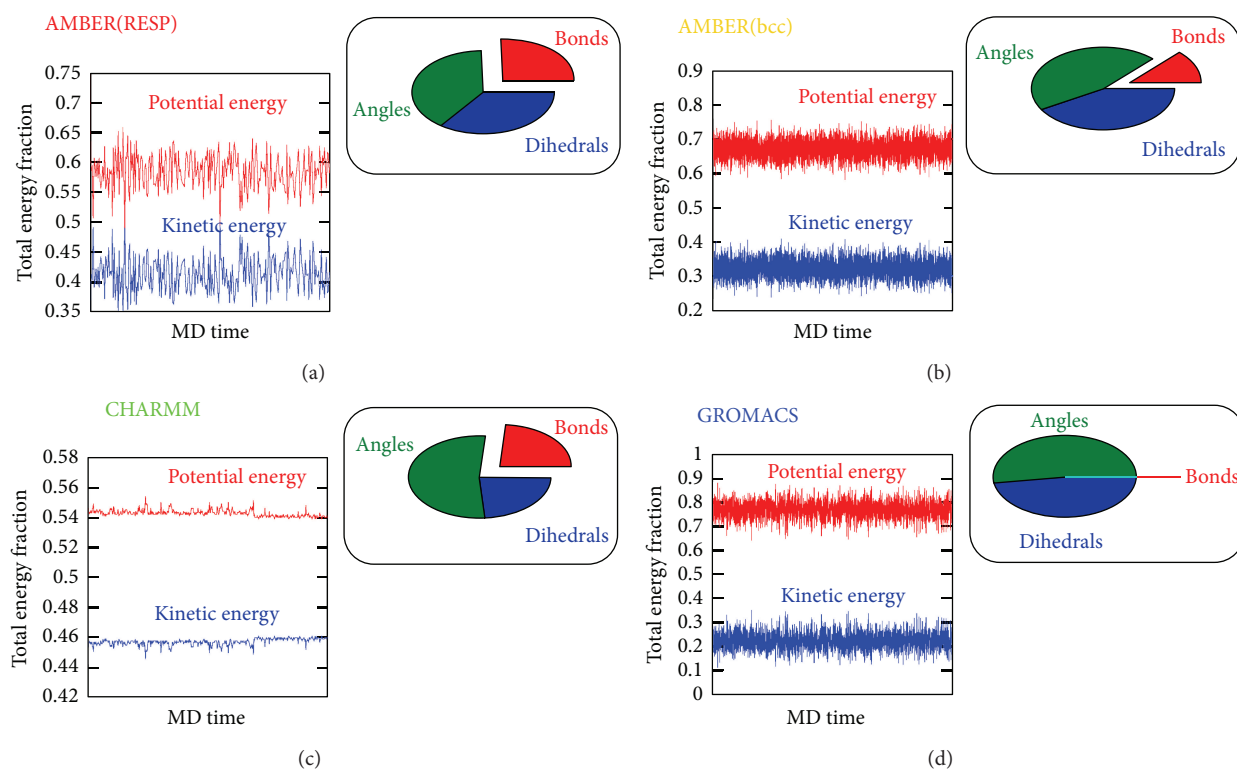 AMBER(RESP)
Total energy fraction
0.75
0.7
0.65
0.6
0.55
0.5
0.45
0.4
0.35
Potential energy
Kinetic energy
MD time
Bonds
Angles
Dihedrals
(a)
AMBER(bcc)
Total energy fraction
0.9
0.8
0.7
0.6
0.5
0.4
0.3
0.2
Potential energy
Kinetic energy
MD time
Bonds
Angles
Dihedrals
(b)
CHARMM
Total energy fraction
0.58
0.56
0.54
0.52
0.5
0.48
0.46
0.44
0.42
Potential energy
Kinetic energy
MD time
Bonds
Angles
Dihedrals
(c)
GROMACS
Total energy fraction
1
0.9
0.8
0.7
0.6
0.5
0.4
0.3
0.2
0.1
0
Potential energy
Kinetic energy
MD time
Angles
Bonds
Dihedrals
(d)